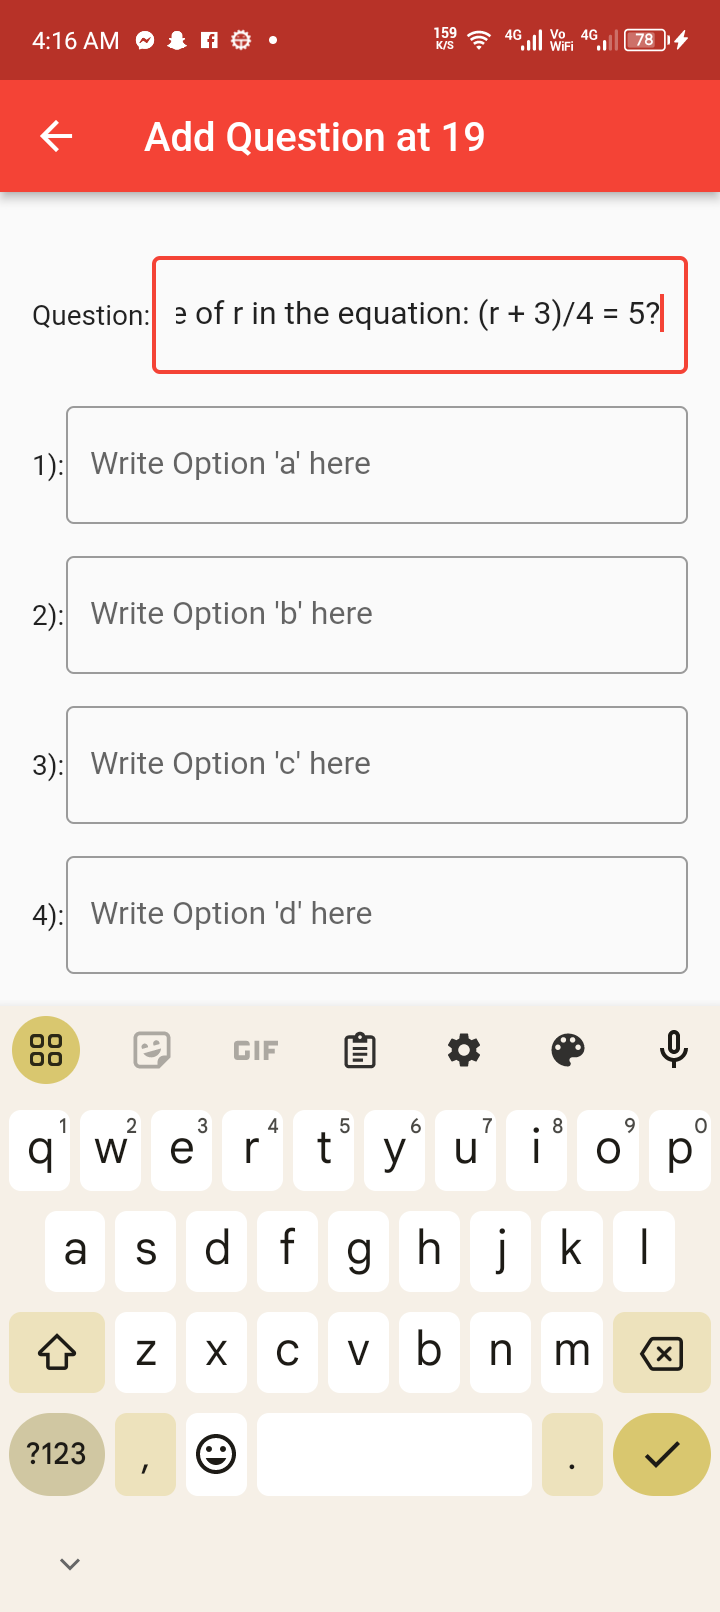 4:16 AM 159 K/S 4G Vo WiFi 4G 78
Add Question at 19
Question: e of r in the equation: (r + 3)/4 = 5?
1): Write Option 'a' here
2): Write Option 'b' here
3): Write Option 'c' here
4): Write Option 'd' here
GIF
q1 w2 e3 r4 t5 y6 u7 i8 o9 p0
a s d f g h j k l
z x c v b n m
?123 , .